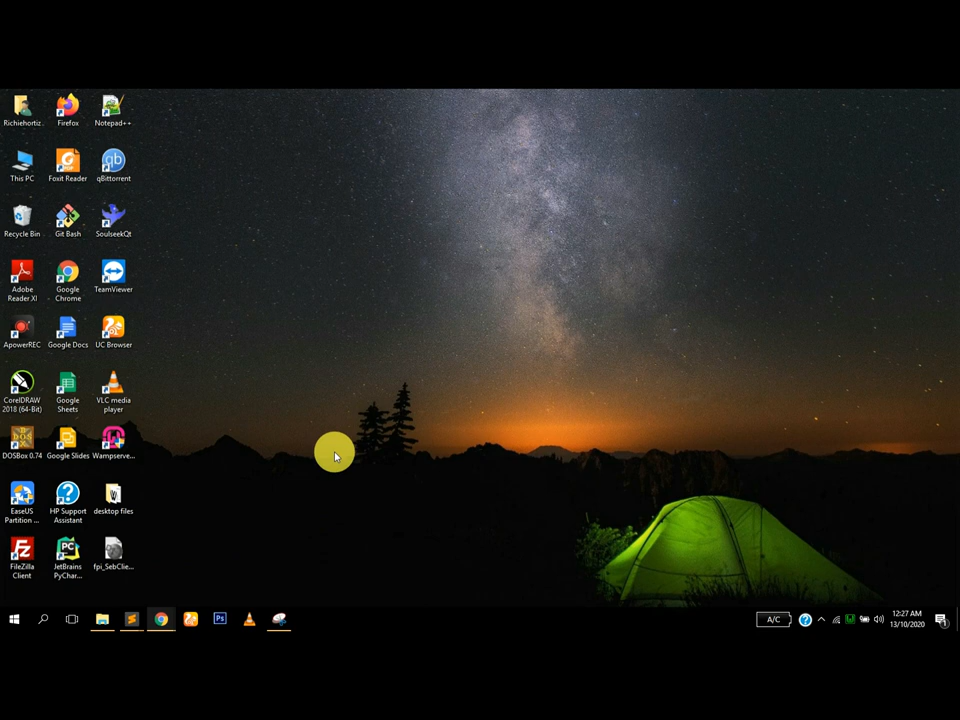 Richiehortiz
Firefox
Notepad++
This PC
Foxit Reader
qBittorrent
Recycle Bin
Git Bash
SoulseekQt
Adobe
Reader XI
Google
Chrome
TeamViewer
ApowerREC
Google Docs
UC Browser
CorelDRAW
2018 (64-Bit)
Google
Sheets
VLC media
player
DOSBox 0.74
Google Slides
Wampserve...
EaseUS
Partition ...
HP Support
Assistant
desktop files
FileZilla
Client
JetBrains
PyChar...
fpi_SebClie...
A/C
12:27 AM
13/10/2020